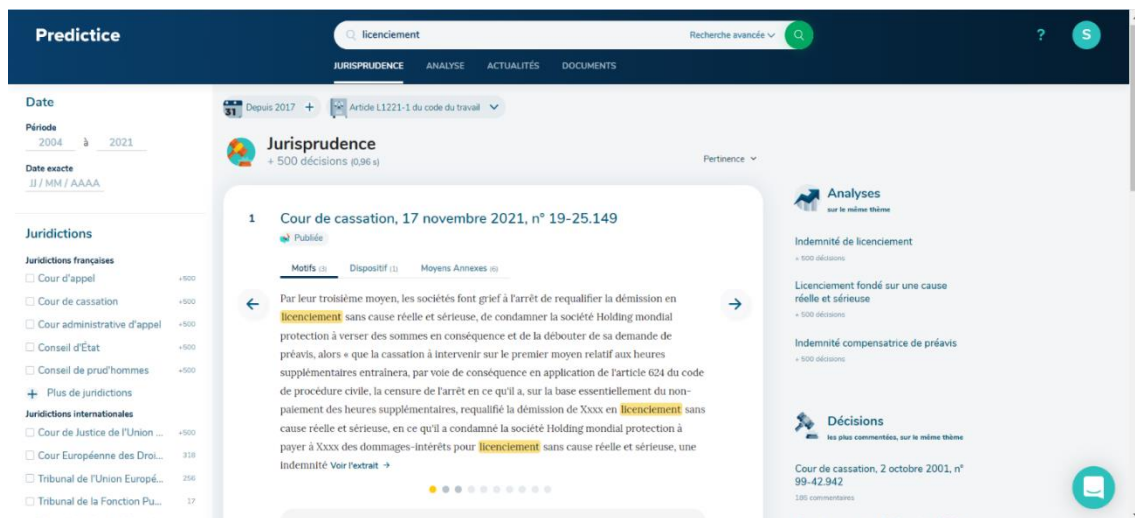 Predictice
licenciement
Recherche avancée
?
S
JURISPRUDENCE ANALYSE ACTUALITÉS DOCUMENTS
Date
Période
2004 à 2021
Date exacte
JJ / MM / AAAA
Juridictions
Juridictions françaises
Cour d'appel +500
Cour de cassation +500
Cour administrative d'appel +500
Conseil d'État +500
Conseil de prud'hommes +500
+ Plus de juridictions
Juridictions internationales
Cour de Justice de l'Union ... +500
Cour Européenne des Droi... 318
Tribunal de l'Union Europé... 256
Tribunal de la Fonction Pu... 17
31 Depuis 2017 +
Article L1221-1 du code du travail
Jurisprudence
+ 500 décisions (0,96 s)
Pertinence
1 Cour de cassation, 17 novembre 2021, n° 19-25.149
Publiée
Motifs (3) Dispositif (1) Moyens Annexes (6)
Par leur troisième moyen, les sociétés font grief à l'arrêt de requalifier la démission en
licenciement sans cause réelle et sérieuse, de condamner la société Holding mondial
protection à verser des sommes en conséquence et de la débouter de sa demande de
préavis, alors « que la cassation à intervenir sur le premier moyen relatif aux heures
supplémentaires entraînera, par voie de conséquence en application de l'article 624 du code
de procédure civile, la censure de l'arrêt en ce qu'il a, sur la base essentiellement du non-
paiement des heures supplémentaires, requalifié la démission de Xxxx en licenciement sans
cause réelle et sérieuse, en ce qu'il a condamné la société Holding mondial protection à
payer à Xxxx des dommages-intérêts pour licenciement sans cause réelle et sérieuse, une
indemnité Voir l'extrait →
Analyses
sur le même thème
Indemnité de licenciement
+ 500 décisions
Licenciement fondé sur une cause
réelle et sérieuse
+ 500 décisions
Indemnité compensatrice de préavis
+ 500 décisions
Décisions
les plus commentées, sur le même thème
Cour de cassation, 2 octobre 2001, n°
99-42.942
185 commentaires